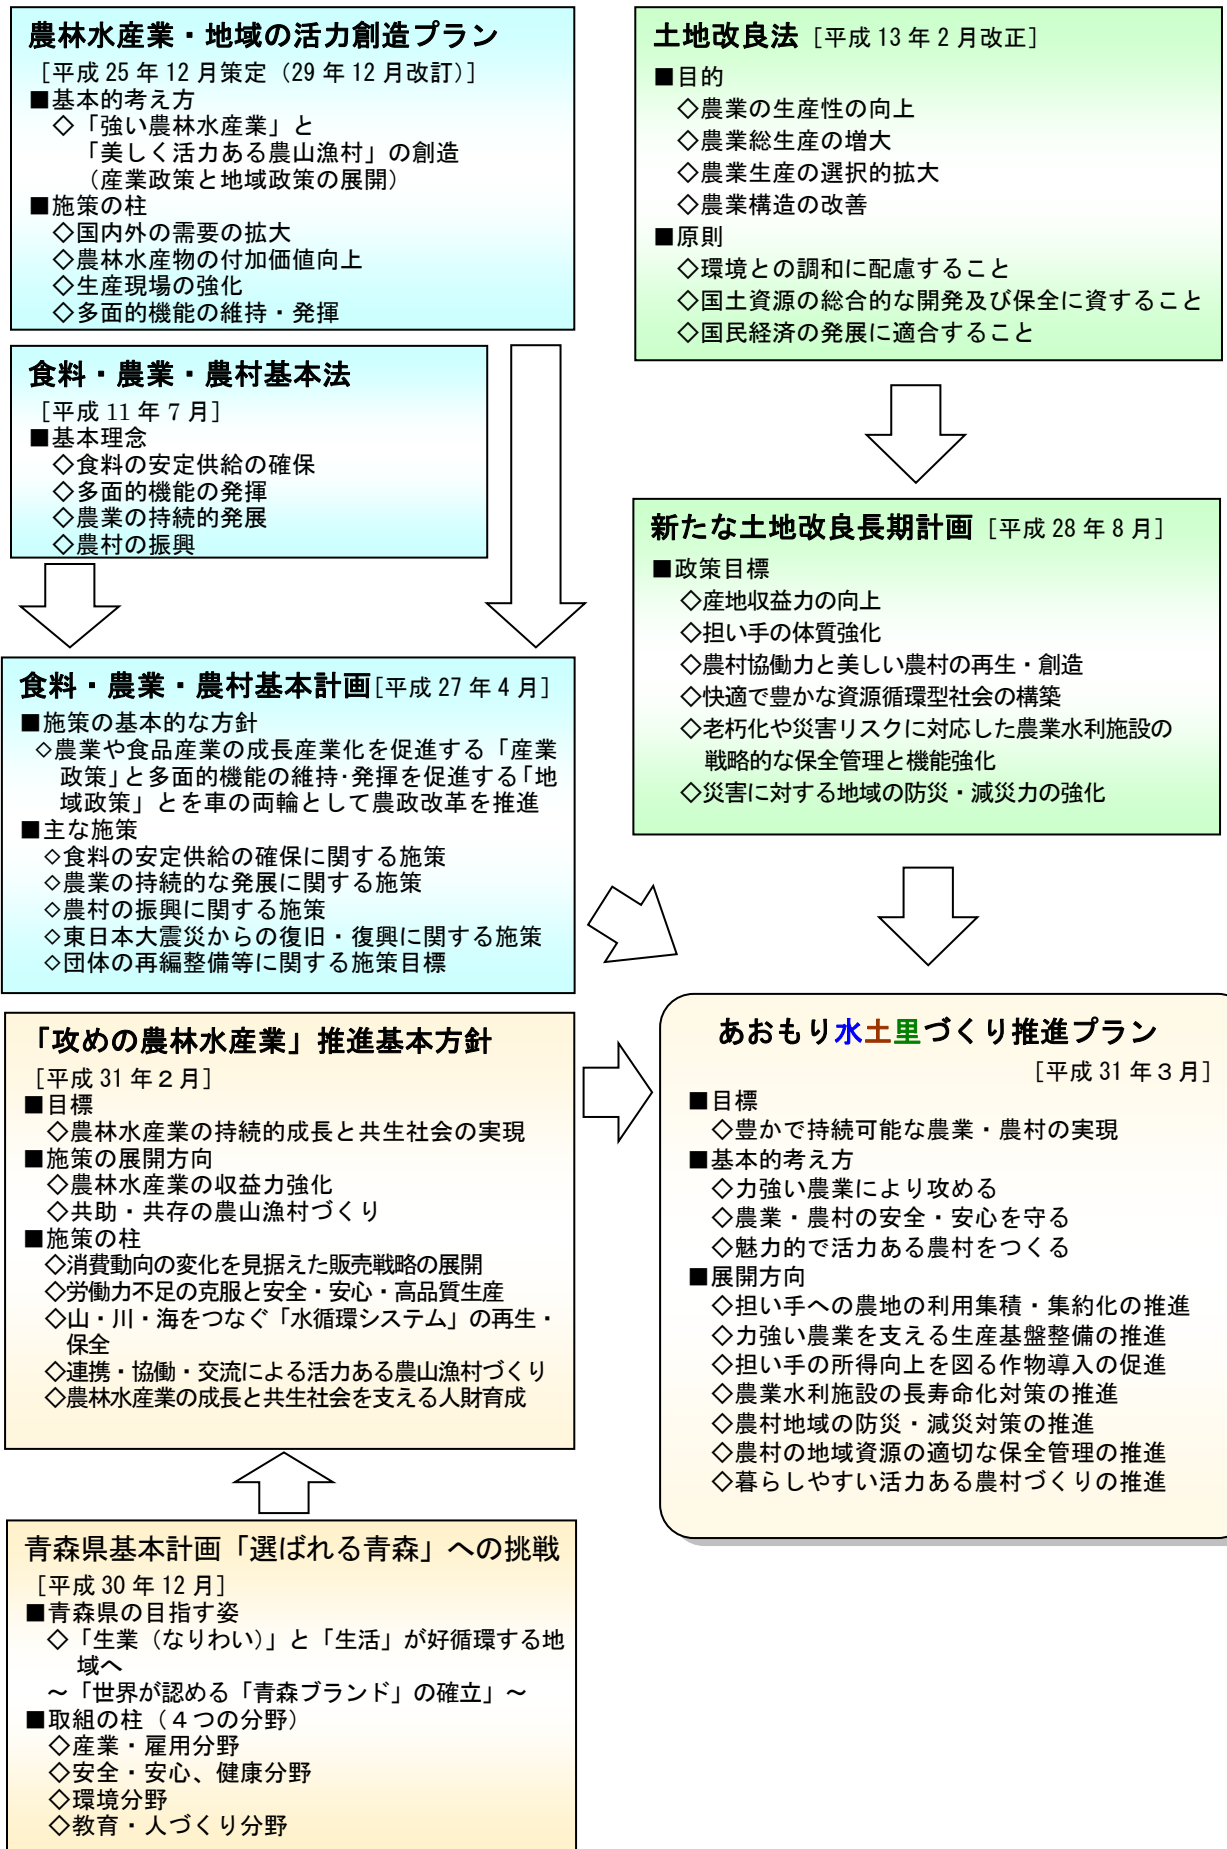 農林水産業・地域の活力創造プラン
［平成 25 年 12 月策定（29 年 12 月改訂）］
■基本的考え方
◇「強い農林水産業」と
「美しく活力ある農山漁村」の創造
（産業政策と地域政策の展開）
■施策の柱
◇国内外の需要の拡大
◇農林水産物の付加価値向上
◇生産現場の強化
◇多面的機能の維持・発揮
食料・農業・農村基本法
［平成 11 年 7 月］
■基本理念
◇食料の安定供給の確保
◇多面的機能の発揮
◇農業の持続的発展
◇農村の振興
食料・農業・農村基本計画［平成 27 年 4 月］
■施策の基本的な方針
◇農業や食品産業の成長産業化を促進する「産業
政策」と多面的機能の維持・発揮を促進する「地
域政策」とを車の両輪として農政改革を推進
■主な施策
◇食料の安定供給の確保に関する施策
◇農業の持続的な発展に関する施策
◇農村の振興に関する施策
◇東日本大震災からの復旧・復興に関する施策
◇団体の再編整備等に関する施策目標
「攻めの農林水産業」推進基本方針
［平成 31 年２月］
■目標
◇農林水産業の持続的成長と共生社会の実現
■施策の展開方向
◇農林水産業の収益力強化
◇共助・共存の農山漁村づくり
■施策の柱
◇消費動向の変化を見据えた販売戦略の展開
◇労働力不足の克服と安全・安心・高品質生産
◇山・川・海をつなぐ「水循環システム」の再生・
保全
◇連携・協働・交流による活力ある農山漁村づくり
◇農林水産業の成長と共生社会を支える人財育成
青森県基本計画「選ばれる青森」への挑戦
［平成 30 年 12 月］
■青森県の目指す姿
◇「生業（なりわい）」と「生活」が好循環する地
域へ
～「世界が認める「青森ブランド」の確立」～
■取組の柱（４つの分野）
◇産業・雇用分野
◇安全・安心、健康分野
◇環境分野
◇教育・人づくり分野
土地改良法［平成 13 年 2 月改正］
■目的
◇農業の生産性の向上
◇農業総生産の増大
◇農業生産の選択的拡大
◇農業構造の改善
■原則
◇環境との調和に配慮すること
◇国土資源の総合的な開発及び保全に資すること
◇国民経済の発展に適合すること
新たな土地改良長期計画［平成 28 年 8 月］
■政策目標
◇産地収益力の向上
◇担い手の体質強化
◇農村協働力と美しい農村の再生・創造
◇快適で豊かな資源循環型社会の構築
◇老朽化や災害リスクに対応した農業水利施設の
戦略的な保全管理と機能強化
◇災害に対する地域の防災・減災力の強化
あおもり水土里づくり推進プラン
［平成 31 年３月］
■目標
◇豊かで持続可能な農業・農村の実現
■基本的考え方
◇力強い農業により攻める
◇農業・農村の安全・安心を守る
◇魅力的で活力ある農村をつくる
■展開方向
◇担い手への農地の利用集積・集約化の推進
◇力強い農業を支える生産基盤整備の推進
◇担い手の所得向上を図る作物導入の促進
◇農業水利施設の長寿命化対策の推進
◇農村地域の防災・減災対策の推進
◇農村の地域資源の適切な保全管理の推進
◇暮らしやすい活力ある農村づくりの推進